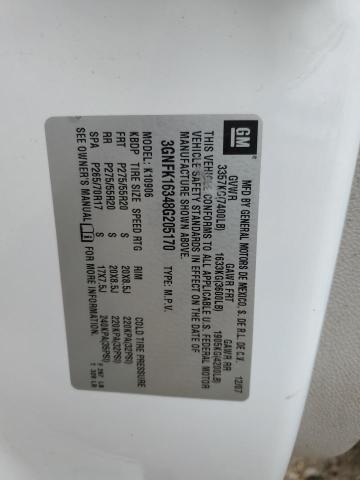 GM
MFD BY GENERAL MOTORS DE MEXICO, S. DE R.L. DE C.V.
12/07
GVWR GAWR FRT GAWR RR
3357KG(7400LB) 1633KG(3600LB) 1905KG(4200LB)
THIS VEHICLE CONFORMS TO ALL APPLICABLE U.S. FEDERAL MOTOR
VEHICLE SAFETY STANDARDS IN EFFECT ON THE DATE OF
MANUFACTURE SHOWN ABOVE.
3GNFK16348G205170 TYPE: M.P.V.
MODEL: K10906
KBDP TIRE SIZE SPEED RTG RIM COLD TIRE PRESSURE
FRT P275/55R20 S 20X8.5J 220KPA(32PSI)
RR P275/55R20 S 20X8.5J 220KPA(32PSI)
SPA P265/70R17 S 17X7.5J 240KPA(35PSI)
SEE OWNER'S MANUAL